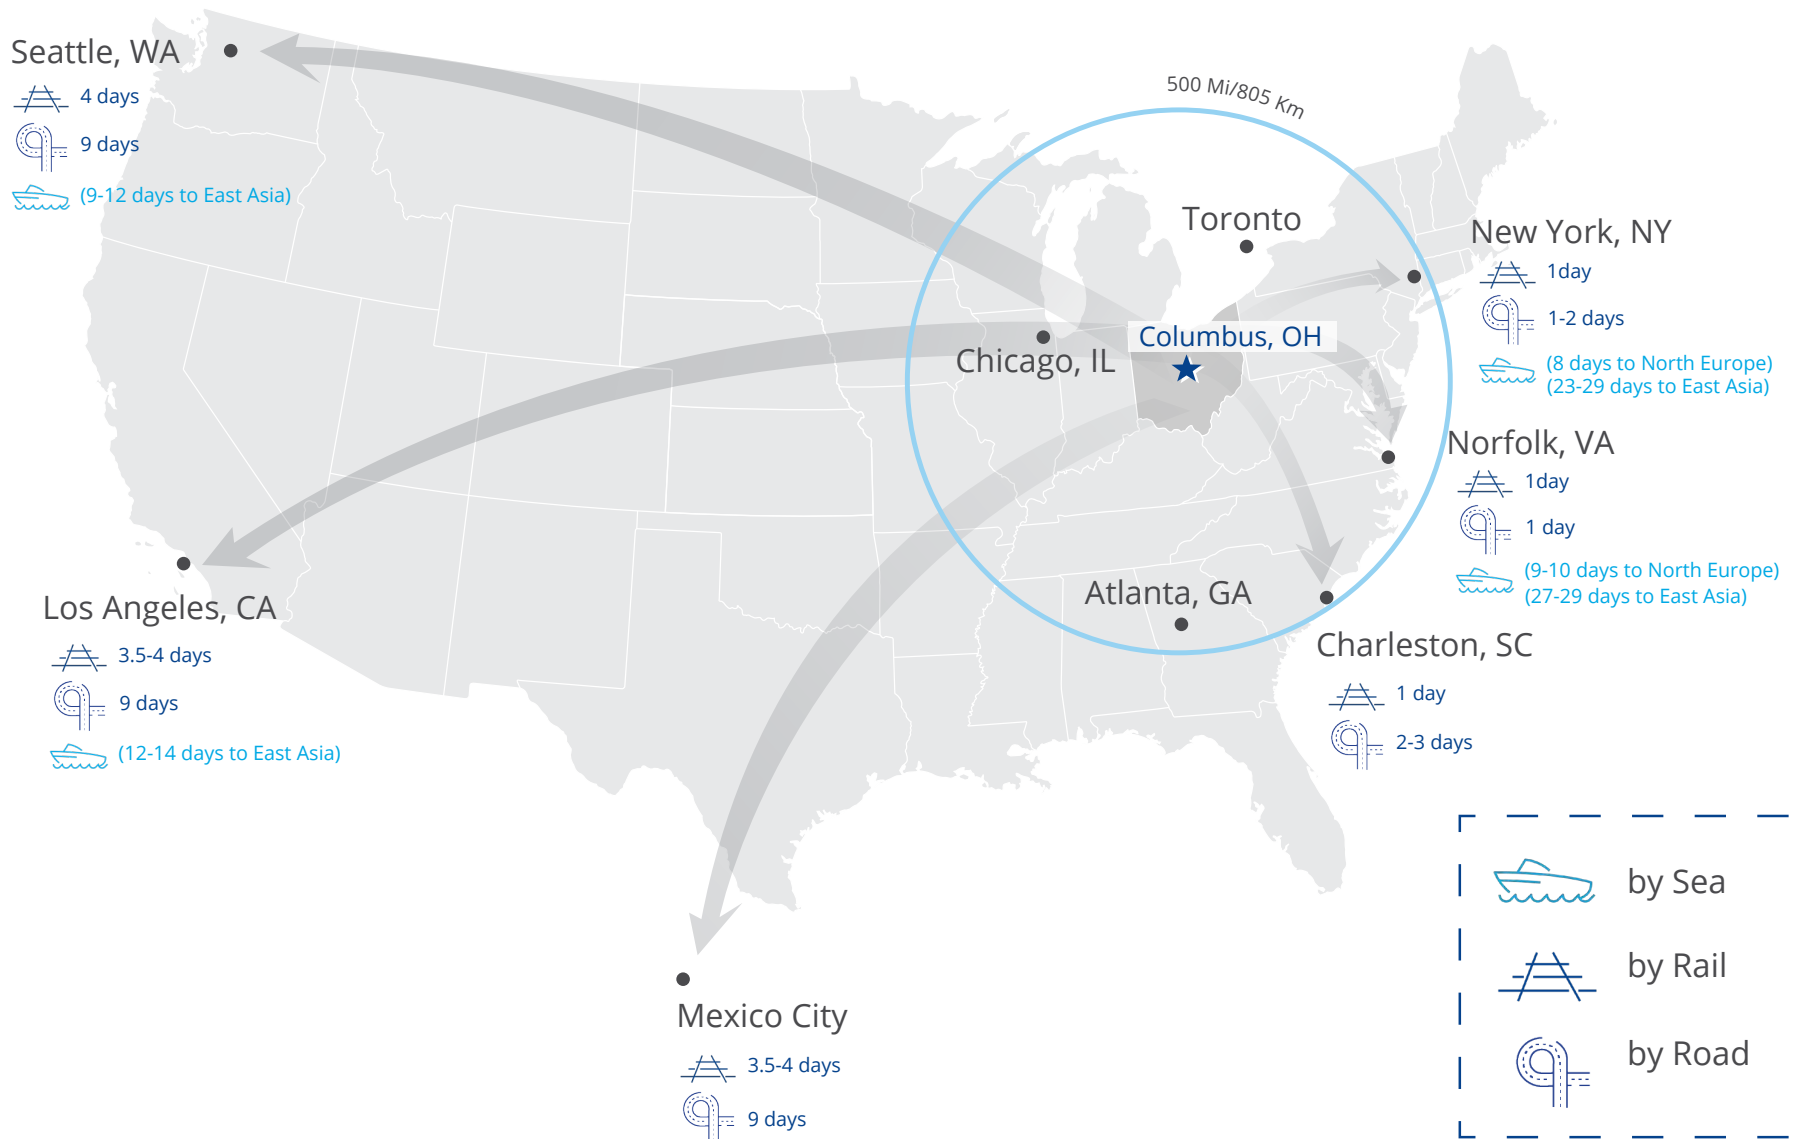 Seattle, WA
4 days
9 days
(9-12 days to East Asia)
500 Mi/805 Km
Toronto
New York, NY
1day
1-2 days
(8 days to North Europe)
(23-29 days to East Asia)
Columbus, OH
Chicago, IL
Norfolk, VA
1day
1 day
(9-10 days to North Europe)
(27-29 days to East Asia)
Los Angeles, CA
3.5-4 days
9 days
(12-14 days to East Asia)
Atlanta, GA
Charleston, SC
1 day
2-3 days
Mexico City
3.5-4 days
9 days
by Sea
by Rail
by Road